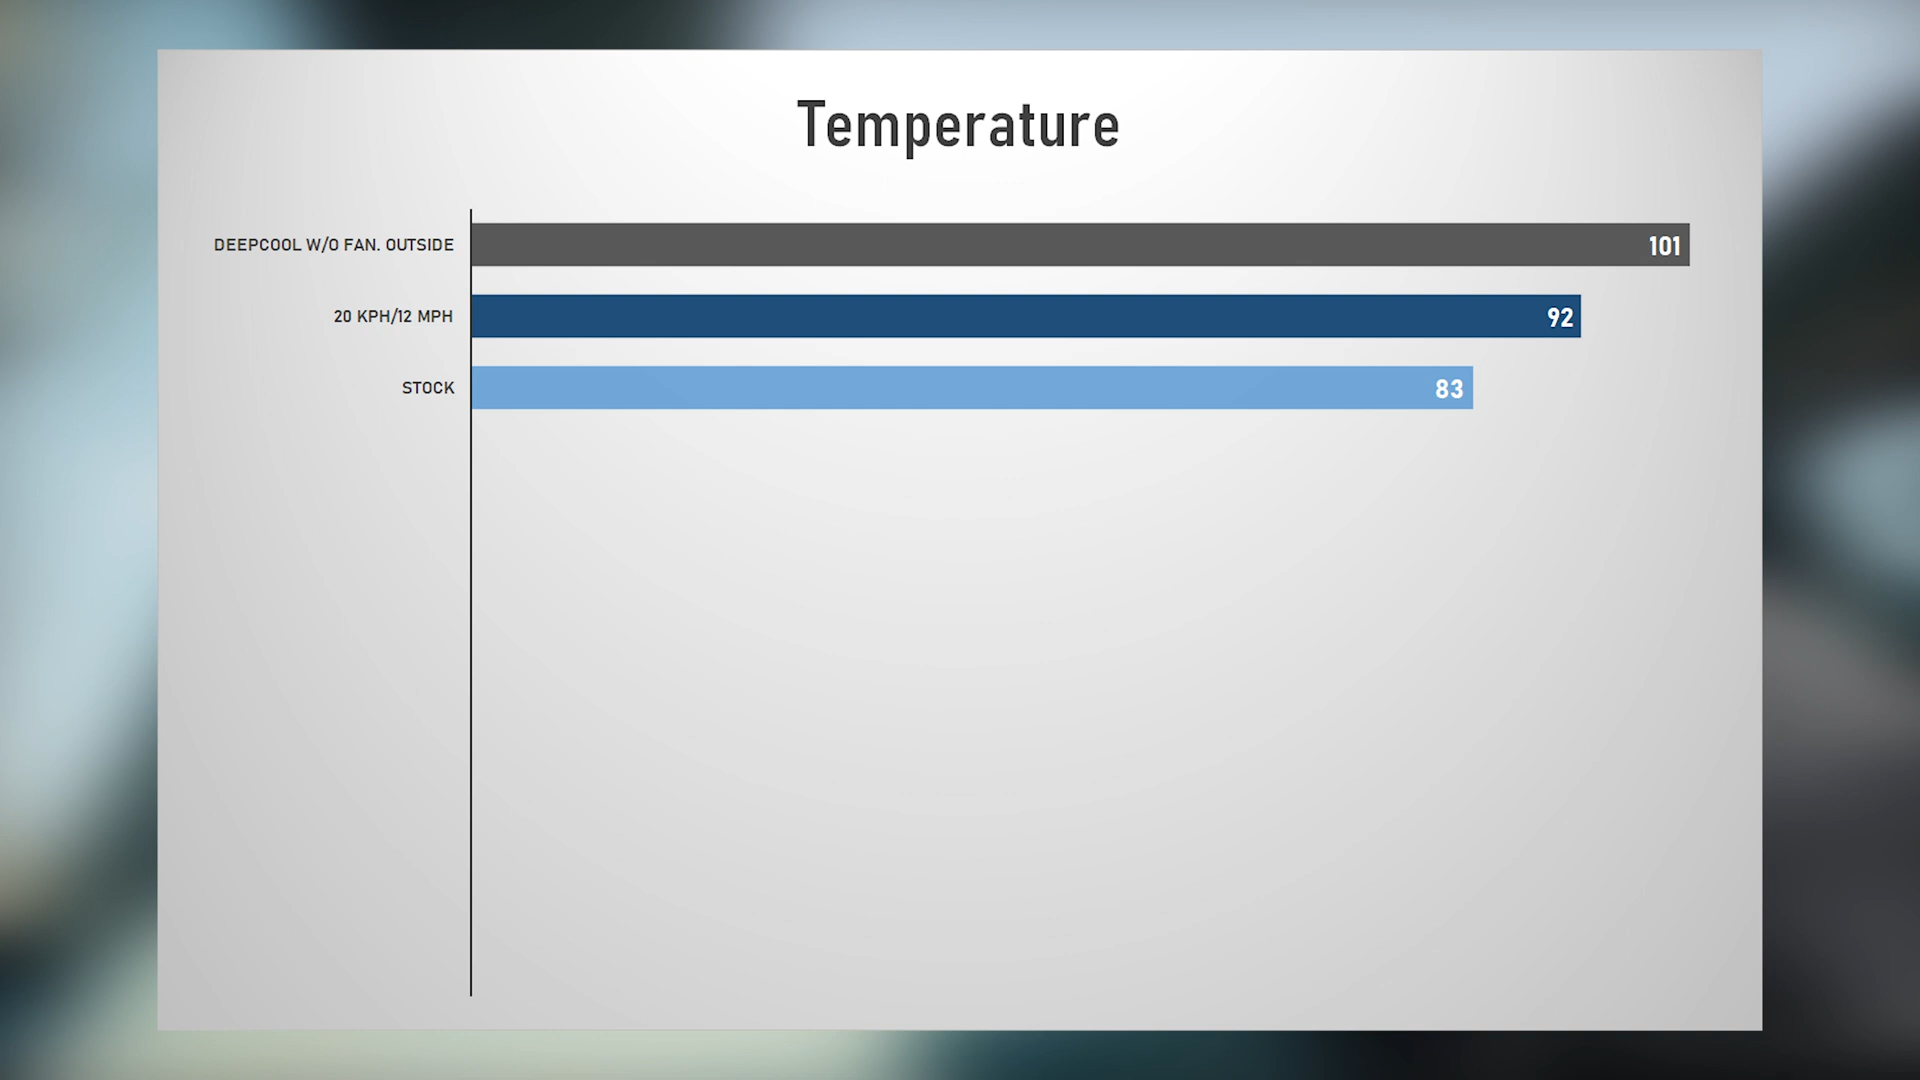 Temperature
DEEPCOOL W/O FAN. OUTSIDE 101
20 KPH/12 MPH 92
STOCK 83